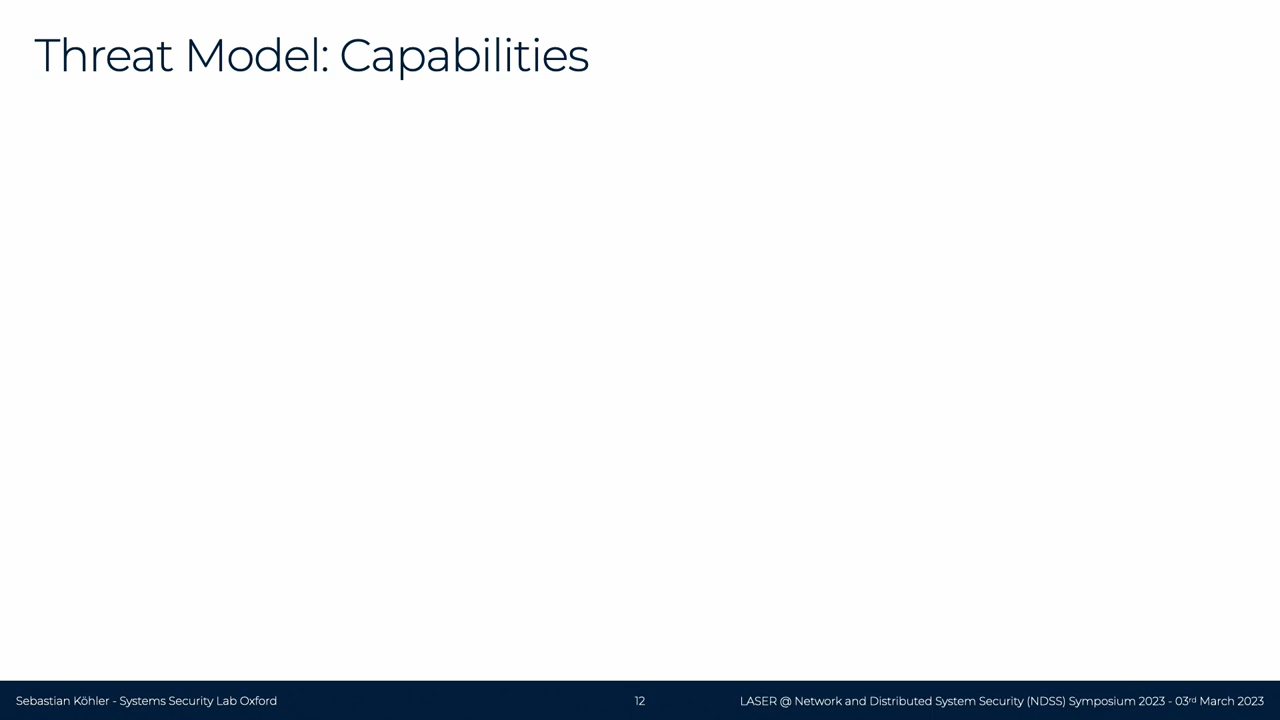 Threat Model: Capabilities
Sebastian Köhler - Systems Security Lab Oxford
12
LASER @ Network and Distributed System Security (NDSS) Symposium 2023 - 03rd March 2023